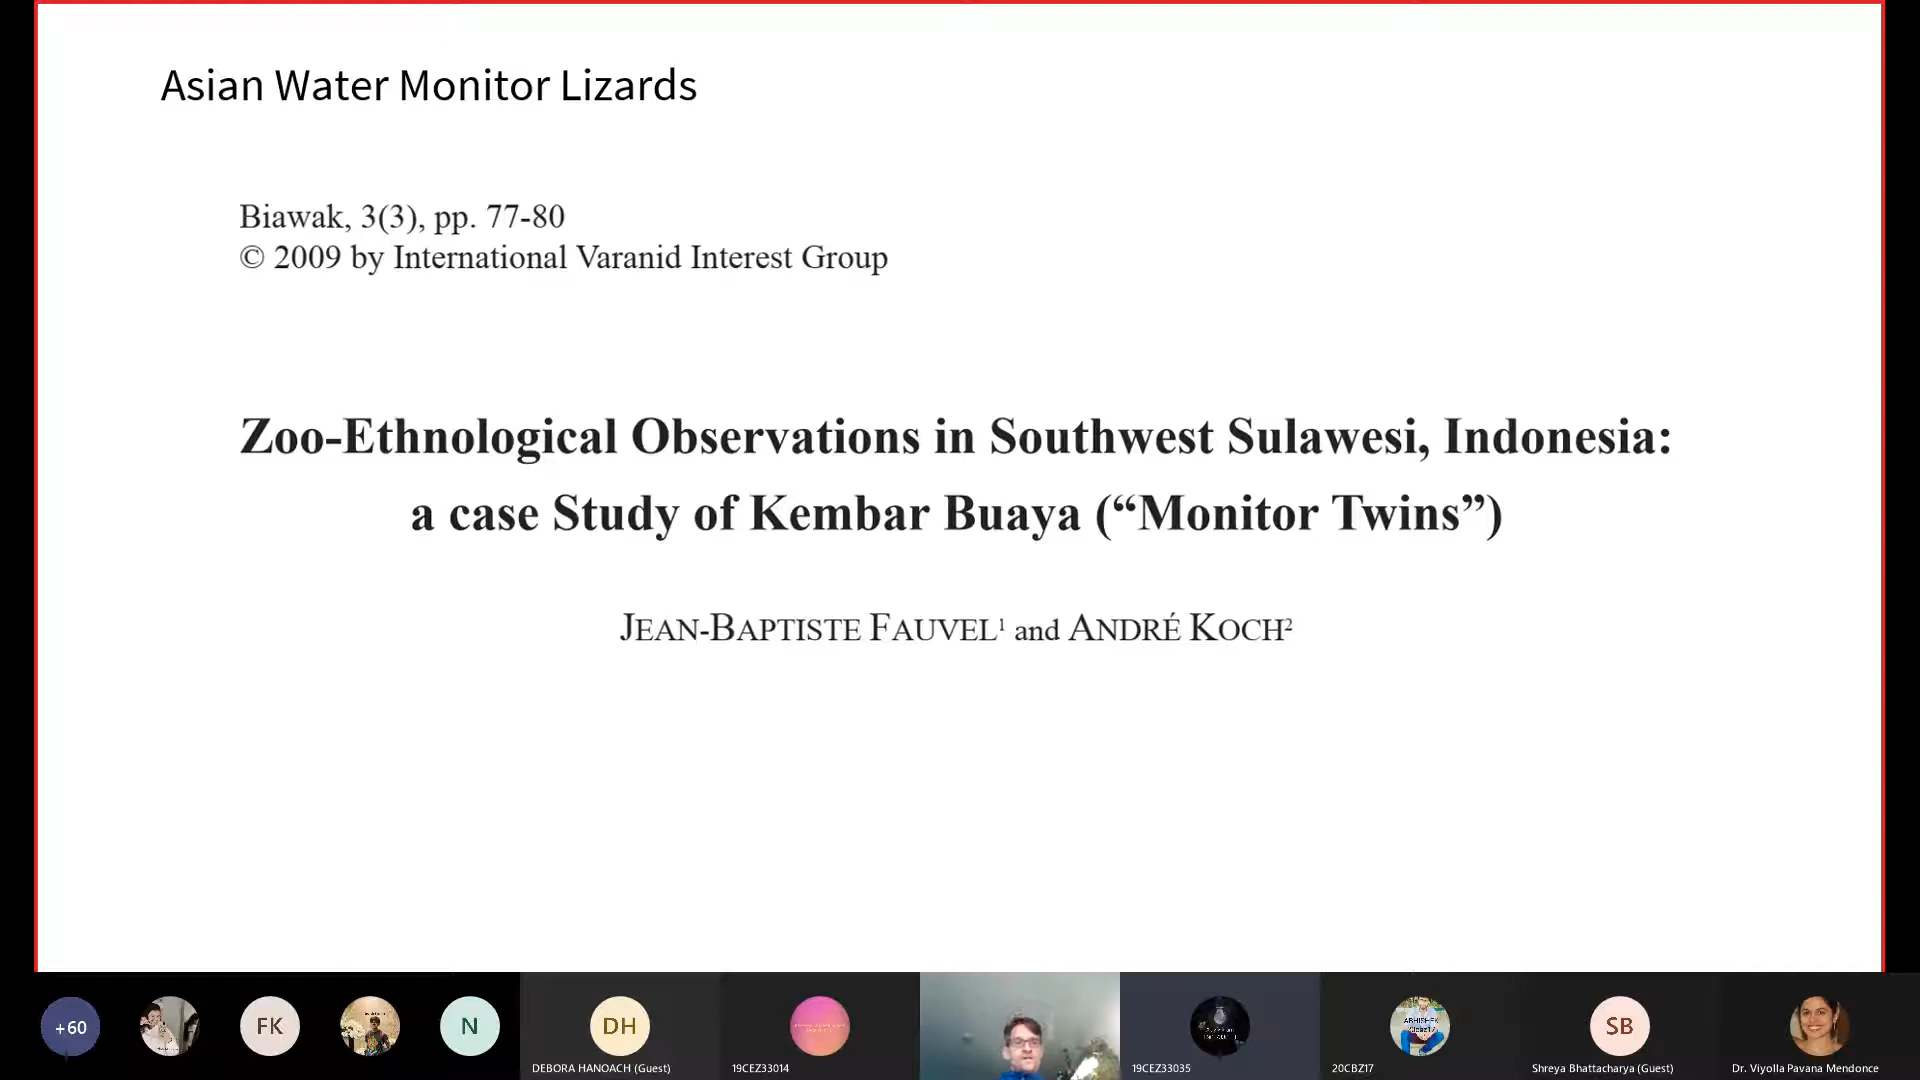 Asian Water Monitor Lizards
Biawak, 3(3), pp. 77-80
© 2009 by International Varanid Interest Group
Zoo-Ethnological Observations in Southwest Sulawesi, Indonesia:
a case Study of Kembar Buaya (“Monitor Twins”)
JEAN-BAPTISTE FAUVEL¹ and ANDRÉ KOCH²
+60
FK
N
DH
DEBORA HANOACH (Guest)
19CEZ33014
19CEZ33035
ABHISHEK
20cbz17
20CBZ17
SB
Shreya Bhattacharya (Guest)
Dr. Viyolla Pavana Mendonce